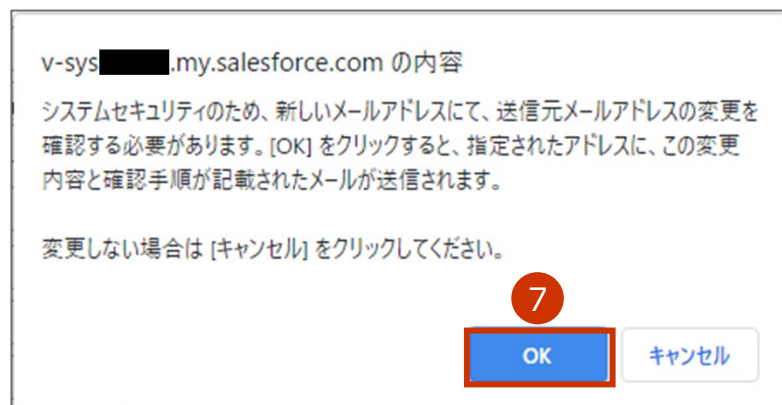 v-sys .my.salesforce.com の内容
システムセキュリティのため、新しいメールアドレスにて、送信元メールアドレスの変更を
確認する必要があります。[OK] をクリックすると、指定されたアドレスに、この変更
内容と確認手順が記載されたメールが送信されます。
変更しない場合は [キャンセル] をクリックしてください。
7
OK キャンセル